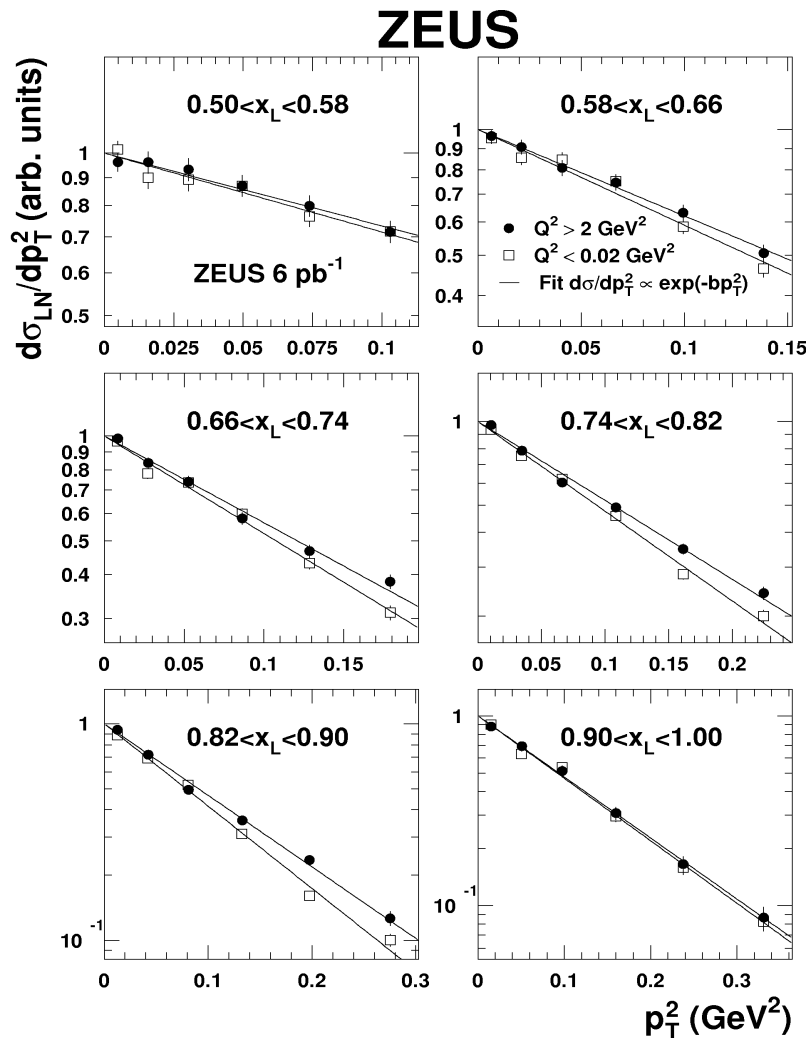 ZEUS
dσ_LN/dp_T^2 (arb. units)
0.50<x_L<0.58
1
0.9
0.8
0.7
0.6
0.5
ZEUS 6 pb^-1
0 0.025 0.05 0.075 0.1
0.58<x_L<0.66
1
0.9
0.8
0.7
0.6
0.5
0.4
Q^2 > 2 GeV^2
Q^2 < 0.02 GeV^2
Fit dσ/dp_T^2 ∝ exp(-bp_T^2)
0 0.05 0.1 0.15
0.66<x_L<0.74
1
0.9
0.8
0.7
0.6
0.5
0.4
0.3
0 0.05 0.1 0.15
0.74<x_L<0.82
1
0 0.05 0.1 0.15 0.2
0.82<x_L<0.90
1
10^-1
0 0.1 0.2 0.3
0.90<x_L<1.00
1
10^-1
0 0.1 0.2 0.3
p_T^2 (GeV^2)